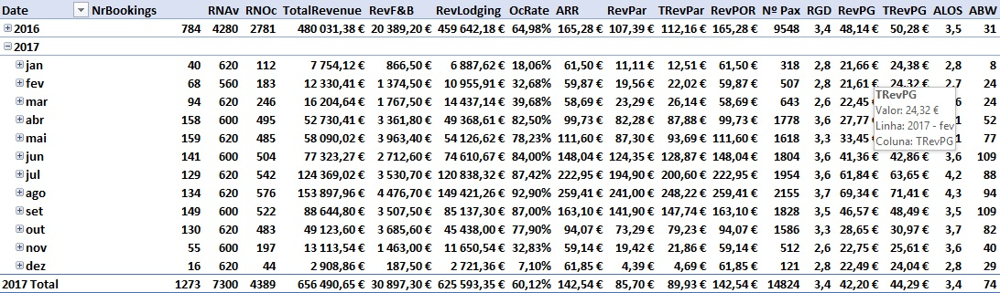 Date NrBookings RNAv RNOc TotalRevenue RevF&B RevLodging OcRate ARR RevPar TRevPar RevPOR Nº Pax RGD RevPG TRevPG ALOS ABW
2016 784 4280 2781 480 031,38 € 20 389,20 € 459 642,18 € 64,98% 165,28 € 107,39 € 112,16 € 165,28 € 9548 3,4 48,14 € 50,28 € 3,5 31
2017
jan 40 620 112 7 754,12 € 866,50 € 6 887,62 € 18,06% 61,50 € 11,11 € 12,51 € 61,50 € 318 2,8 21,66 € 24,38 € 2,8 8
fev 68 560 183 12 330,41 € 1 374,50 € 10 955,91 € 32,68% 59,87 € 19,56 € 22,02 € 59,87 € 507 2,8 21,61 € 24,32 € 2,7 24
mar 94 620 246 16 204,64 € 1 767,50 € 14 437,14 € 39,68% 58,69 € 23,29 € 26,14 € 58,69 € 643 2,6 22,45 24
abr 158 600 495 52 730,41 € 3 361,80 € 49 368,61 € 82,50% 99,73 € 82,28 € 87,88 € 99,73 € 1778 3,6 27,77 52
mai 159 620 485 58 090,02 € 3 963,40 € 54 126,62 € 78,23% 111,60 € 87,30 € 93,69 € 111,60 € 1618 3,3 33,45 77
TRevPG
Valor: 24,32 €
Linha: 2017 - fev
Coluna: TRevPG
jun 141 600 504 77 323,27 € 2 712,60 € 74 610,67 € 84,00% 148,04 € 124,35 € 128,87 € 148,04 € 1804 3,6 41,36 € 42,86 € 3,6 109
jul 129 620 542 124 369,02 € 3 530,70 € 120 838,32 € 87,42% 222,95 € 194,90 € 200,60 € 222,95 € 1954 3,6 61,84 € 63,65 € 4,2 88
ago 134 620 576 153 897,96 € 4 476,70 € 149 421,26 € 92,90% 259,41 € 241,00 € 248,22 € 259,41 € 2155 3,7 69,34 € 71,41 € 4,3 94
set 149 600 522 88 644,80 € 3 507,50 € 85 137,30 € 87,00% 163,10 € 141,90 € 147,74 € 163,10 € 1828 3,5 46,57 € 48,49 € 3,5 109
out 130 620 483 49 123,60 € 3 685,60 € 45 438,00 € 77,90% 94,07 € 73,29 € 79,23 € 94,07 € 1586 3,3 28,65 € 30,97 € 3,7 82
nov 55 600 197 13 113,54 € 1 463,00 € 11 650,54 € 32,83% 59,14 € 19,42 € 21,86 € 59,14 € 512 2,6 22,75 € 25,61 € 3,6 40
dez 16 620 44 2 908,86 € 187,50 € 2 721,36 € 7,10% 61,85 € 4,39 € 4,69 € 61,85 € 121 2,8 22,49 € 24,04 € 2,8 29
2017 Total 1273 7300 4389 656 490,65 € 30 897,30 € 625 593,35 € 60,12% 142,54 € 85,70 € 89,93 € 142,54 € 14824 3,4 42,20 € 44,29 € 3,4 74